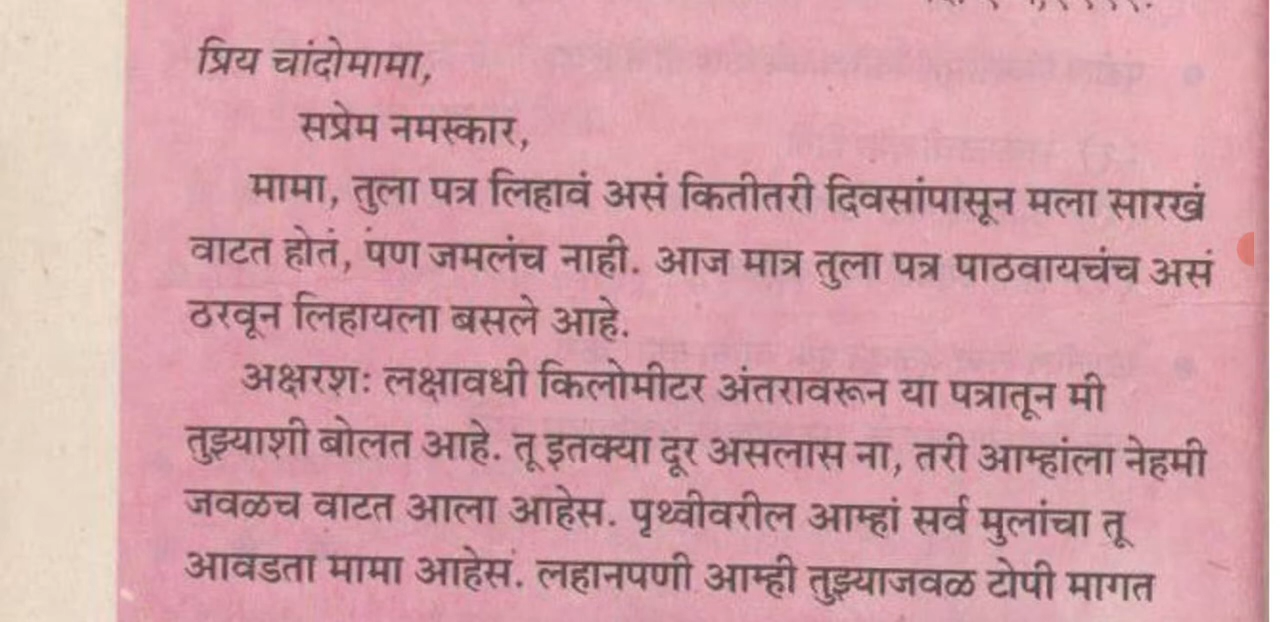 प्रिय चांदोमामा,
सप्रेम नमस्कार,
मामा, तुला पत्र लिहावं असं कितीतरी दिवसांपासून मला सारखं
वाटत होतं, पण जमलंच नाही. आज मात्र तुला पत्र पाठवायचंच असं
ठरवून लिहायला बसले आहे.
अक्षरशः लक्षावधी किलोमीटर अंतरावरून या पत्रातून मी
तुझ्याशी बोलत आहे. तू इतक्या दूर असलास ना, तरी आम्हांला नेहमी
जवळच वाटत आला आहेस. पृथ्वीवरील आम्हां सर्व मुलांचा तू
आवडता मामा आहेस. लहानपणी आम्ही तुझ्याजवळ टोपी मागत